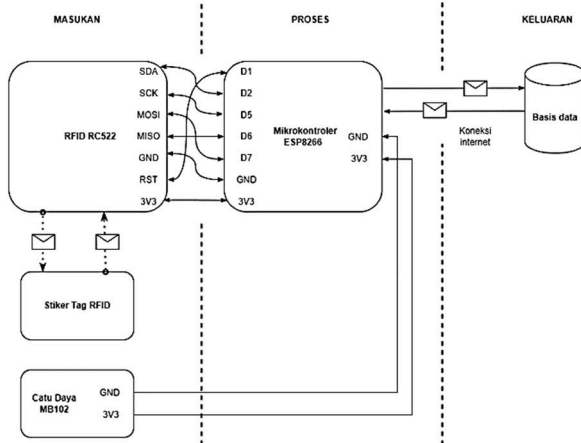 MASUKAN
PROSES
KELUARAN
RFID RC522
SDA
SCK
MOSI
MISO
GND
RST
3V3
D1
D2
D5
D6
D7
GND
3V3
Mikrokontroler
ESP8266
GND
3V3
Koneksi
internet
Basis data
Stiker Tag RFID
Catu Daya
MB102
GND
3V3